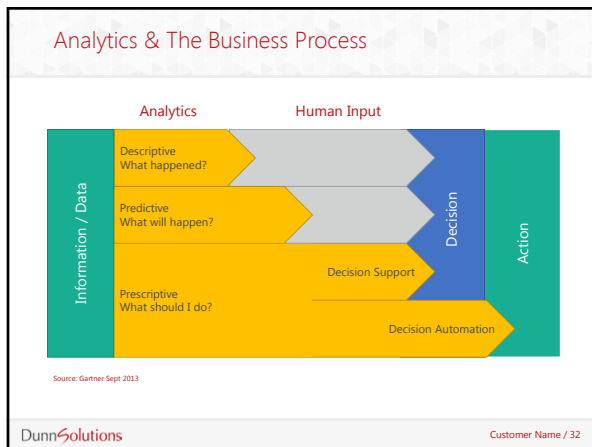 Analytics & The Business Process
Analytics
Human Input
Information / Data
Descriptive
What happened?
Predictive
What will happen?
Prescriptive
What should I do?
Decision Support
Decision Automation
Decision
Action
Source: Gartner Sept 2013
DunnSolutions
Customer Name / 32